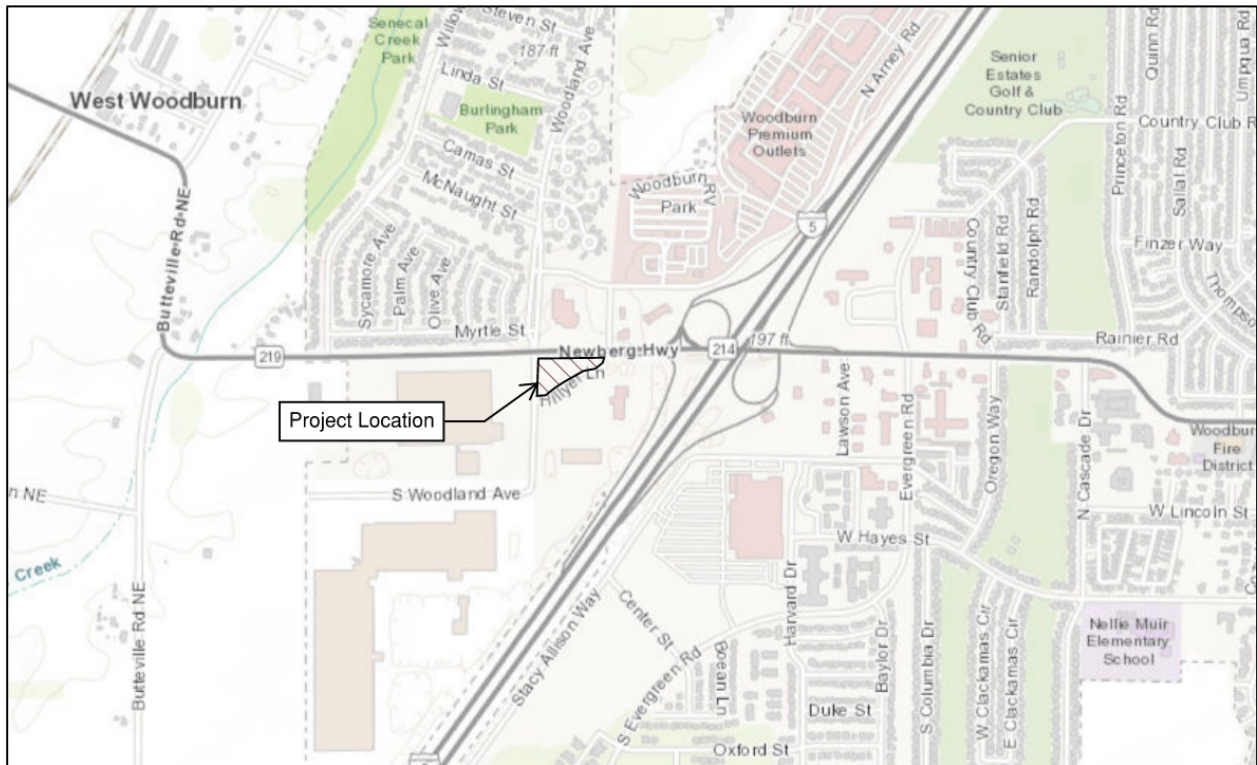 Senecal
Creek
Park
Willow
Steven St
187 ft
Woodland Ave
Linda St
Burlingham
Park
Camas St
McNaught St
West Woodburn
Butteville Rd NE
Sycamore Ave
Palm Ave
Olive Ave
Myrtle St
219
Newberg Hwy
214
197 ft
Hillyer Ln
Project Location
N Arney Rd
Woodburn
Premium
Outlets
Woodburn
RV
Park
5
Senior
Estates
Golf &
Country Club
Princeton Rd
Quinn Rd
Umpqua Rd
Country Club R
Sallal Rd
Finzer Way
Thompso
Country Club
Rd
Stanfield Rd
Randolph Rd
Rainier Rd
Lawson Ave
Evergreen Rd
Oregon Way
N Cascade Dr
Woodbur
Fire
District
W Lincoln St
S Woodland Ave
n NE
Creek
Butteville Rd NE
W Hayes St
Harvard Dr
Center St
Stacy Allison Way
S Evergreen Rd
Bocan Ln
Baylor Dr
S Columbia Dr
W Clackamas Cir
E Clackamas Cir
Nellie Muir
Elementary
School
Duke St
Oxford St